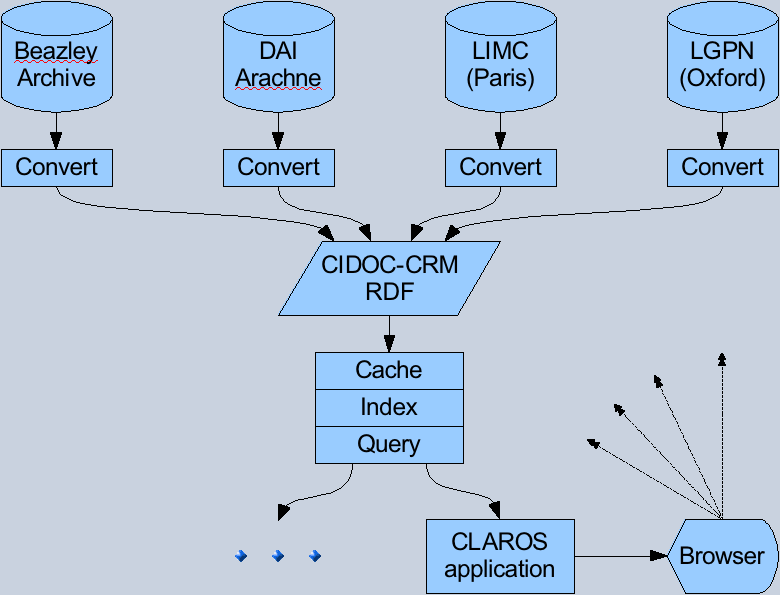 Beazley
Archive
DAI
Arachne
LIMC
(Paris)
LGPN
(Oxford)
Convert
Convert
Convert
Convert
CIDOC-CRM
RDF
Cache
Index
Query
CLAROS
application
Browser